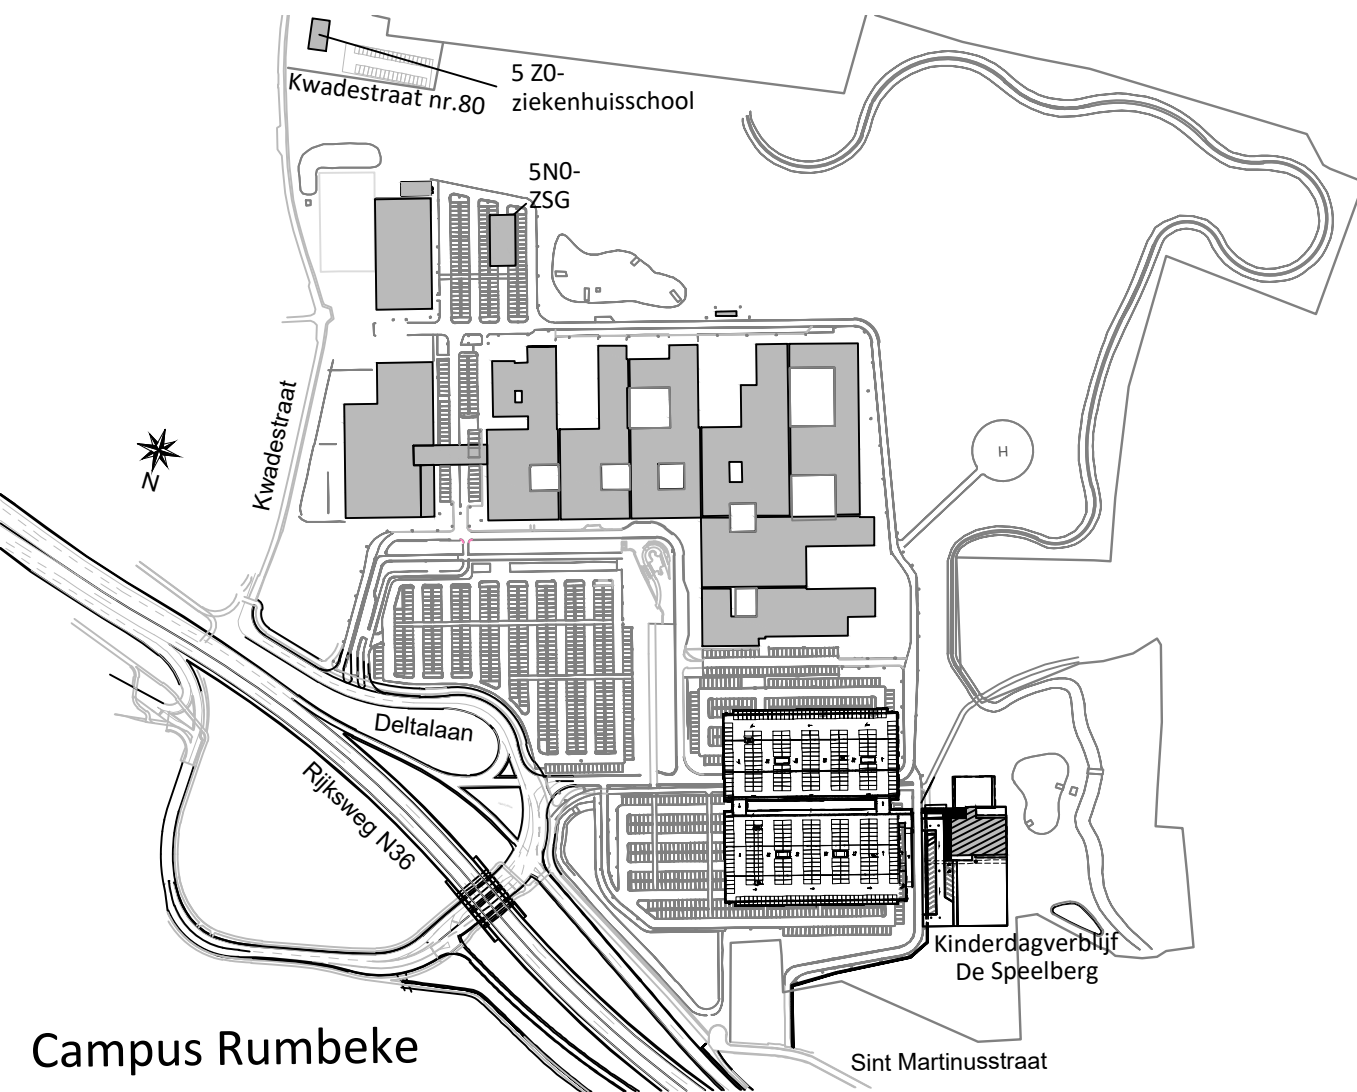 5 Z0-
ziekenhuisschool
Kwadestraat nr.80
5N0-
ZSG
Kwadestraat
N
H
Deltalaan
Rijksweg N36
Kinderdagverblijf
De Speelberg
Campus Rumbeke
Sint Martinusstraat